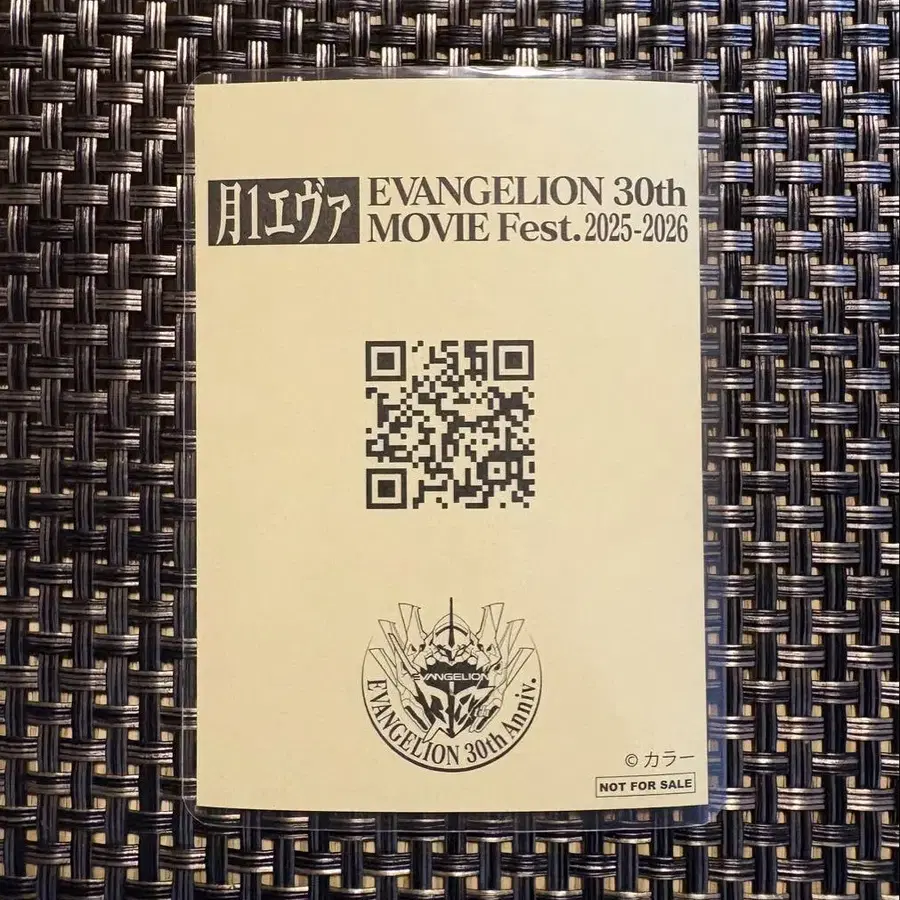 月1エヴァ
EVANGELION 30th
MOVIE Fest. 2025-2026
EVANGELION
EVANGELION 30th Anniv.
© カラー
NOT FOR SALE